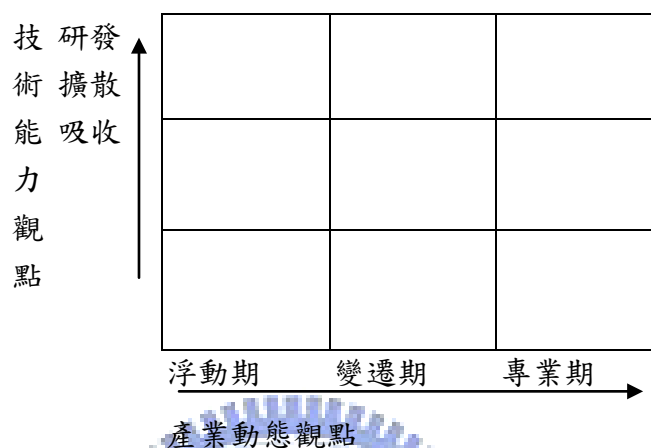 技術能力觀點
研發
擴散
吸收
浮動期 變遷期 專業期
產業動態觀點